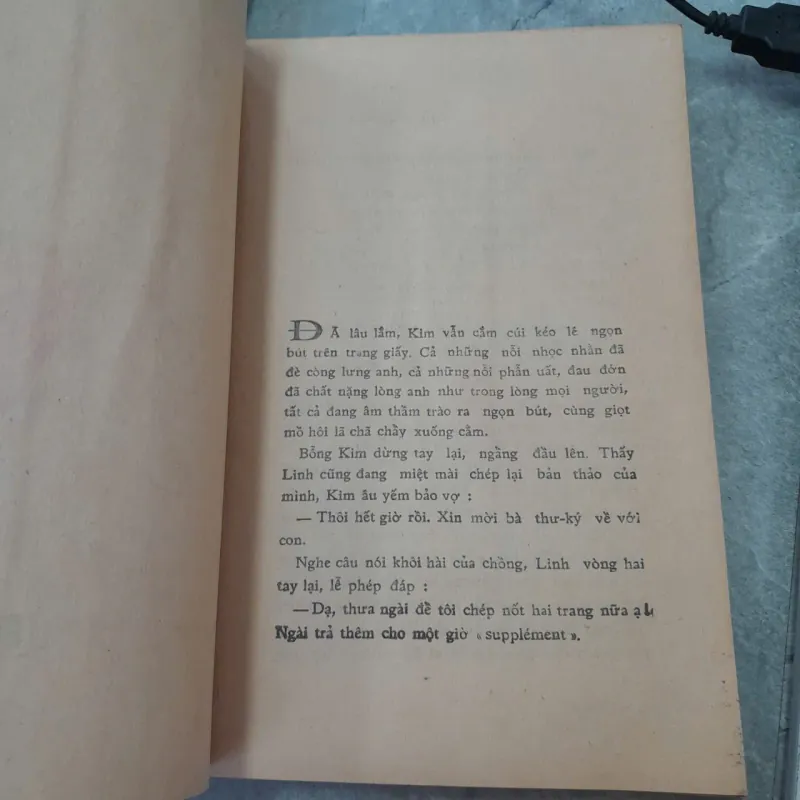 ĐÃ lâu lắm, Kim vẫn cắm cúi kéo lê ngọn
bút trên trang giấy. Cả những nỗi nhọc nhằn đã
đè còng lưng anh, cả những nỗi phẫn uất, đau đớn
đã chất nặng lòng anh như trong lòng mọi người,
tất cả đang âm thầm trào ra ngọn bút, cùng giọt
mồ hôi lã chã chầy xuống cằm.
Bỗng Kim dừng tay lại, ngằng đầu lên. Thấy
Linh cũng đang miệt mài chép lại bản thảo của
mình, Kim âu yếm bảo vợ :
— Thôi hết giờ rồi. Xin mời bà thư-ký về với
con.
Nghe câu nói khôi hài của chồng, Linh vòng hai
tay lại, lễ phép đáp :
— Dạ, thưa ngài để tôi chép nốt hai trang nữa ạ!
Ngài trả thêm cho một giờ « supplément ».